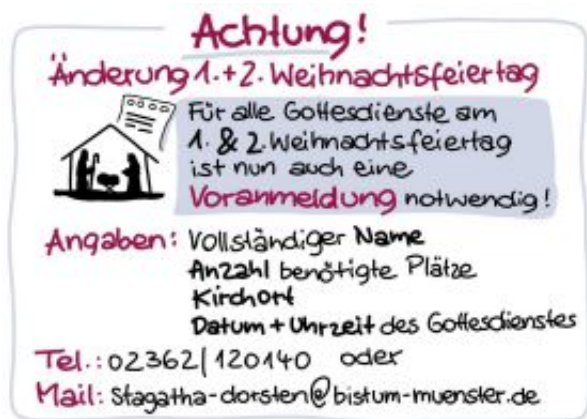 Achtung!
Änderung 1.+2. Weihnachtsfeiertag
Für alle Gottesdienste am
1. & 2. Weihnachtsfeiertag
ist nun auch eine
Voranmeldung notwendig!
Angaben: Vollständiger Name
Anzahl benötigte Plätze
Kirchort
Datum + Uhrzeit des Gottesdienstes
Tel.: 02362/120140 oder
Mail: Stagatha-dorsten@bistum-muenster.de